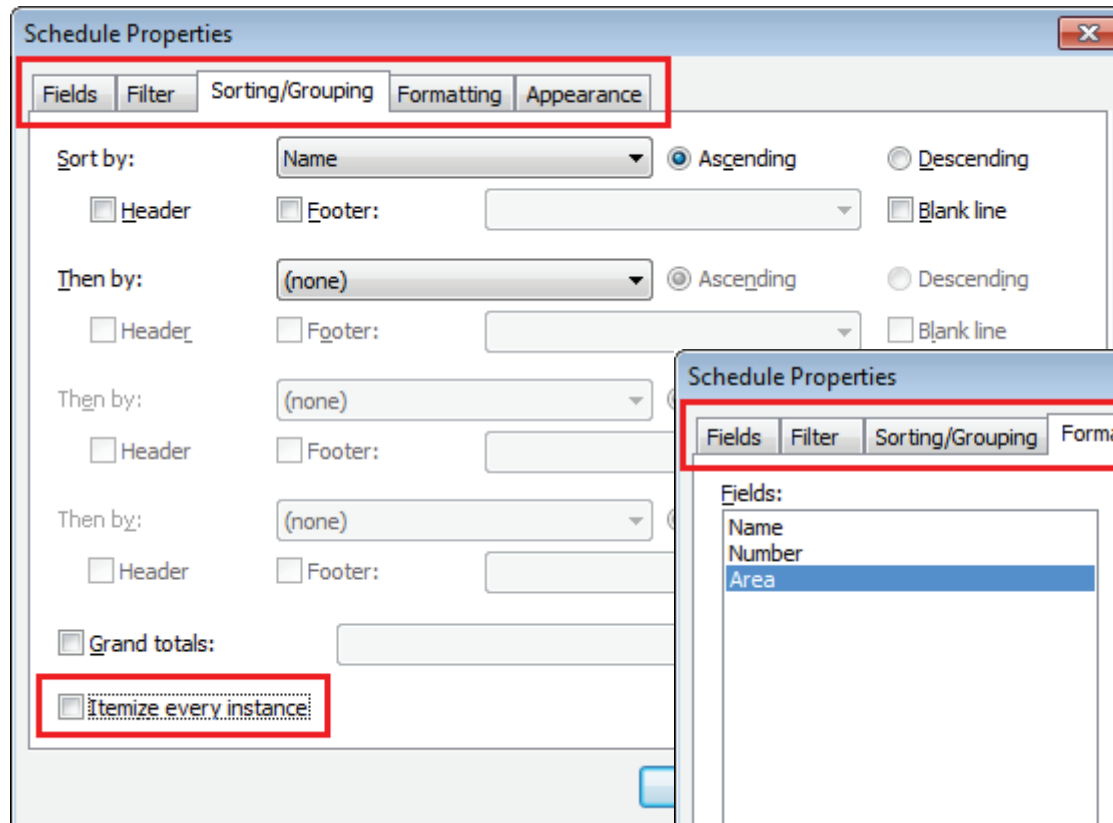 Schedule Properties
Fields Filter Sorting/Grouping Formatting Appearance
Sort by: Name Ascending Descending
Header Footer: Blank line
Then by: (none) Ascending Descending
Header Footer: Blank line
Then by: (none)
Header Footer:
Then by: (none)
Header Footer:
Grand totals:
Itemize every instance
Schedule Properties
Fields Filter Sorting/Grouping
Fields:
Name
Number
Area